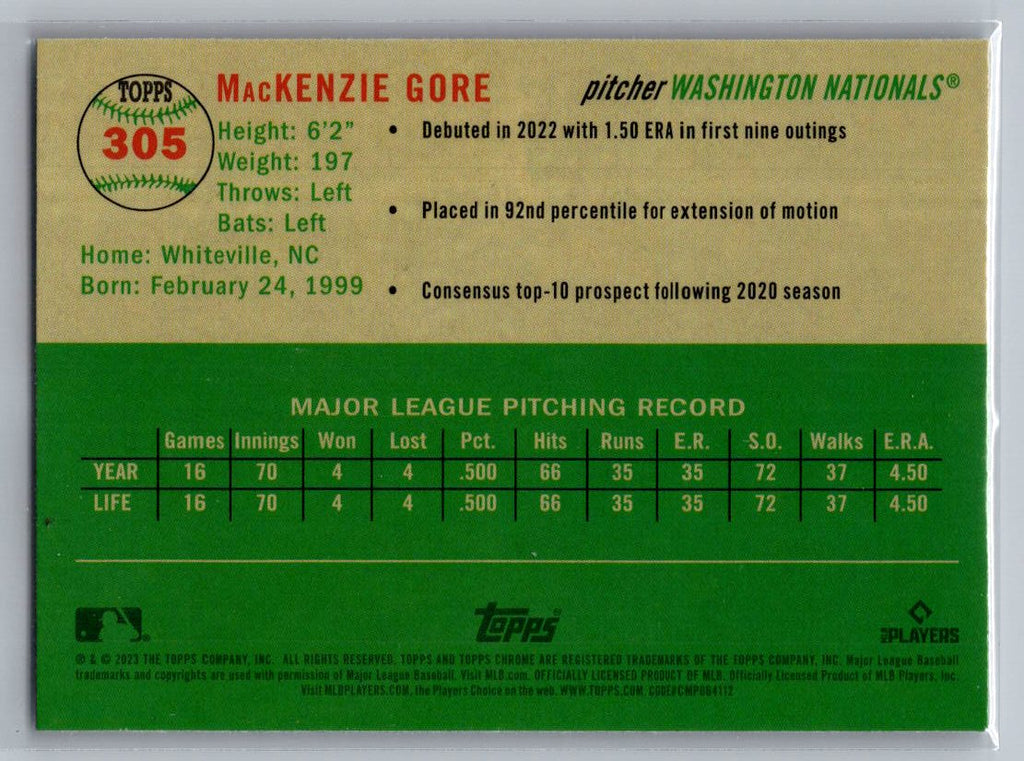 TOPPS
305
MACKENZIE GORE
pitcher WASHINGTON NATIONALS®
Height: 6'2"
Weight: 197
Throws: Left
Bats: Left
Home: Whiteville, NC
Born: February 24, 1999
• Debuted in 2022 with 1.50 ERA in first nine outings
• Placed in 92nd percentile for extension of motion
• Consensus top-10 prospect following 2020 season
MAJOR LEAGUE PITCHING RECORD
Games Innings Won Lost Pct. Hits Runs E.R. S.O. Walks E.R.A.
YEAR 16 70 4 4 .500 66 35 35 72 37 4.50
LIFE 16 70 4 4 .500 66 35 35 72 37 4.50
TOPPS®
MLB PLAYERS
® & © 2023 THE TOPPS COMPANY, INC. ALL RIGHTS RESERVED. TOPPS AND TOPPS CHROME ARE REGISTERED TRADEMARKS OF THE TOPPS COMPANY, INC. Major League Baseball
trademarks and copyrights are used with permission of Major League Baseball. Visit MLB.com. OFFICIALLY LICENSED PRODUCT OF MLB. Officially Licensed Product of MLB Players, Inc.
Visit MLBPLAYERS.COM, the Players Choice on the web. WWW.TOPPS.COM CODE#CMP064112